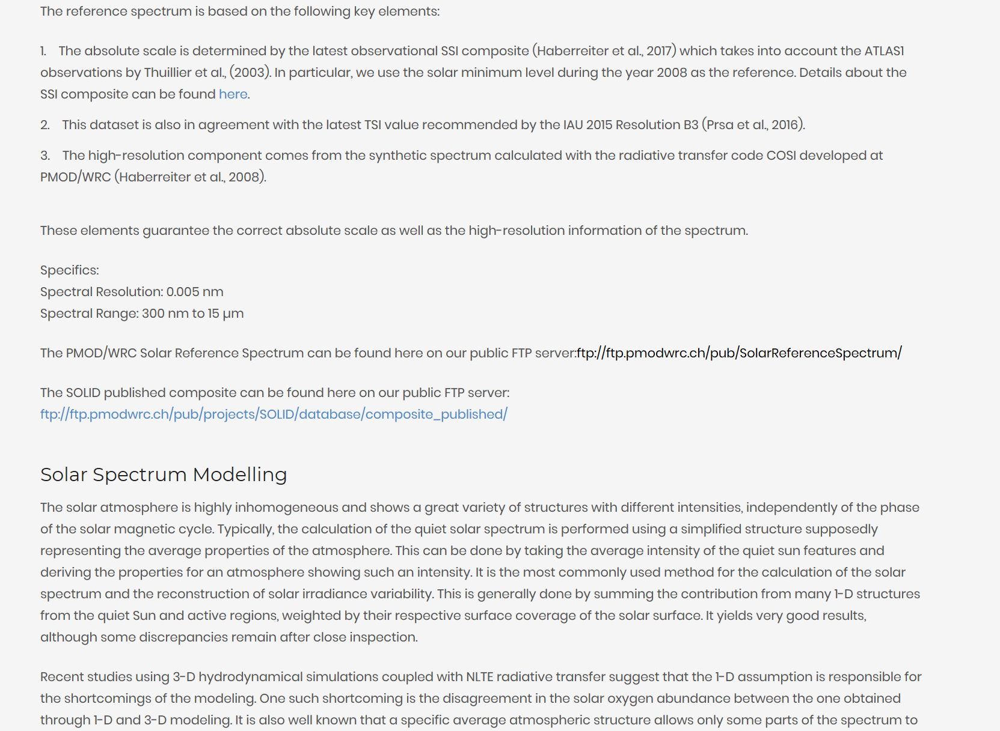 The reference spectrum is based on the following key elements:
1. The absolute scale is determined by the latest observational SSI composite (Haberreiter et al., 2017) which takes into account the ATLAS1
observations by Thuillier et al., (2003). In particular, we use the solar minimum level during the year 2008 as the reference. Details about the
SSI composite can be found here.
2. This dataset is also in agreement with the latest TSI value recommended by the IAU 2015 Resolution B3 (Prsa et al., 2016).
3. The high-resolution component comes from the synthetic spectrum calculated with the radiative transfer code COSI developed at
PMOD/WRC (Haberreiter et al., 2008).
These elements guarantee the correct absolute scale as well as the high-resolution information of the spectrum.
Specifics:
Spectral Resolution: 0.005 nm
Spectral Range: 300 nm to 15 µm
The PMOD/WRC Solar Reference Spectrum can be found here on our public FTP server:ftp://ftp.pmodwrc.ch/pub/SolarReferenceSpectrum/
The SOLID published composite can be found here on our public FTP server:
ftp://ftp.pmodwrc.ch/pub/projects/SOLID/database/composite_published/
Solar Spectrum Modelling
The solar atmosphere is highly inhomogeneous and shows a great variety of structures with different intensities, independently of the phase
of the solar magnetic cycle. Typically, the calculation of the quiet solar spectrum is performed using a simplified structure supposedly
representing the average properties of the atmosphere. This can be done by taking the average intensity of the quiet sun features and
deriving the properties for an atmosphere showing such an intensity. It is the most commonly used method for the calculation of the solar
spectrum and the reconstruction of solar irradiance variability. This is generally done by summing the contribution from many 1-D structures
from the quiet Sun and active regions, weighted by their respective surface coverage of the solar surface. It yields very good results,
although some discrepancies remain after close inspection.
Recent studies using 3-D hydrodynamical simulations coupled with NLTE radiative transfer suggest that the 1-D assumption is responsible for
the shortcomings of the modeling. One such shortcoming is the disagreement in the solar oxygen abundance between the one obtained
through 1-D and 3-D modeling. It is also well known that a specific average atmospheric structure allows only some parts of the spectrum to